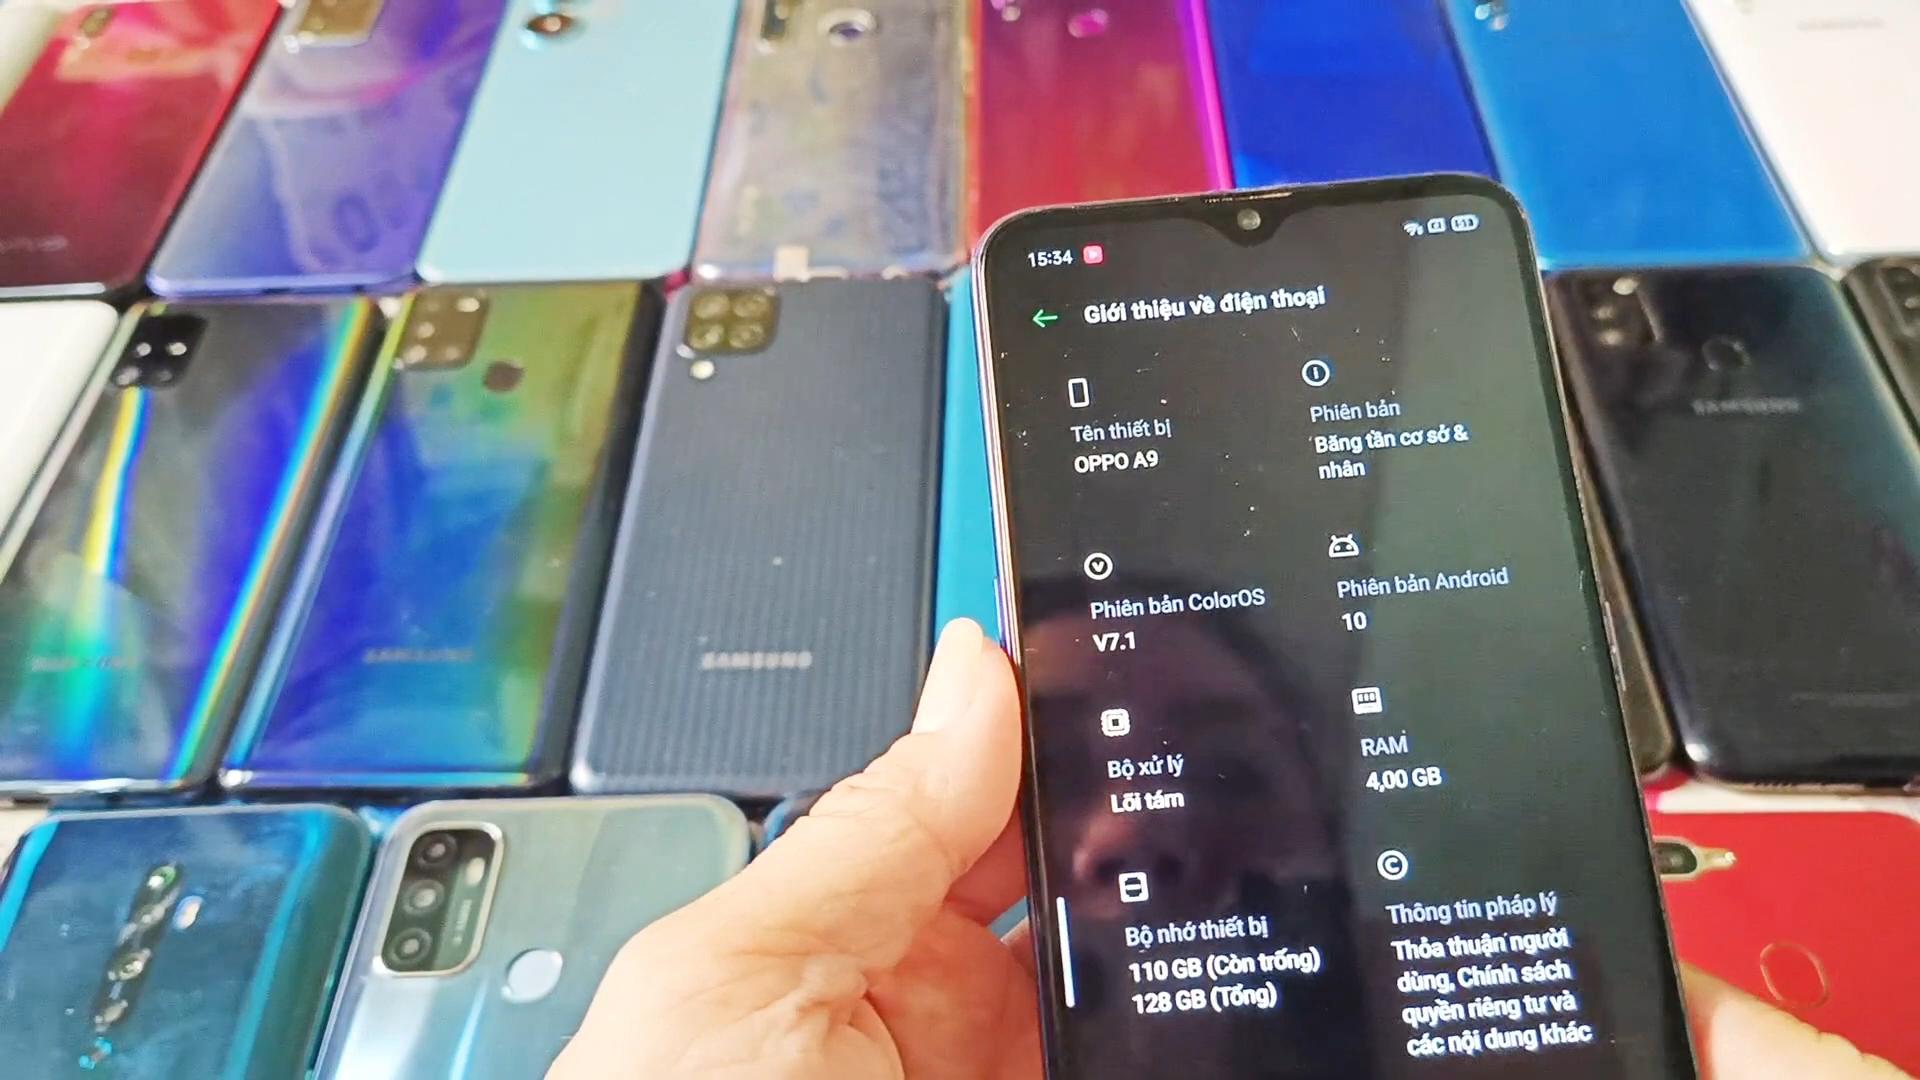 15:34
Giới thiệu về điện thoại
Tên thiết bị
OPPO A9
Phiên bản
Băng tần cơ sở &
nhân
Phiên bản ColorOS
V7.1
Phiên bản Android
10
Bộ xử lý
Lõi tám
RAM
4,00 GB
Bộ nhớ thiết bị
110 GB (Còn trống)
128 GB (Tổng)
Thông tin pháp lý
Thỏa thuận người
dùng, Chính sách
quyền riêng tư và
các nội dung khác
SAMSUNG
SAMSUNG
SAMSUNG
SAMSUNG